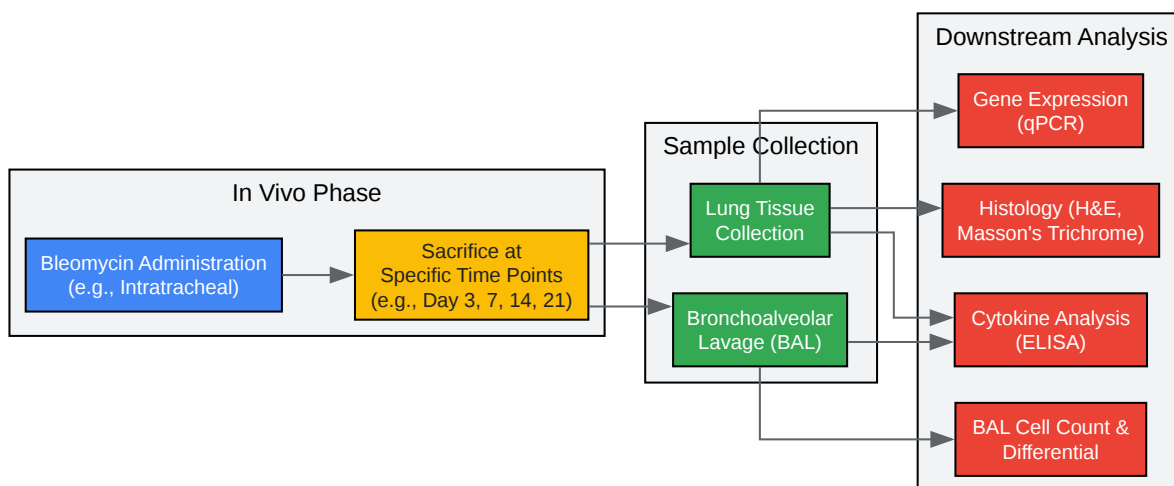 In Vivo Phase
Bleomycin Administration
(e.g., Intratracheal)
Sacrifice at
Specific Time Points
(e.g., Day 3, 7, 14, 21)
Sample Collection
Lung Tissue
Collection
Bronchoalveolar
Lavage (BAL)
Downstream Analysis
Gene Expression
(qPCR)
Histology (H&E,
Masson's Trichrome)
Cytokine Analysis
(ELISA)
BAL Cell Count &
Differential